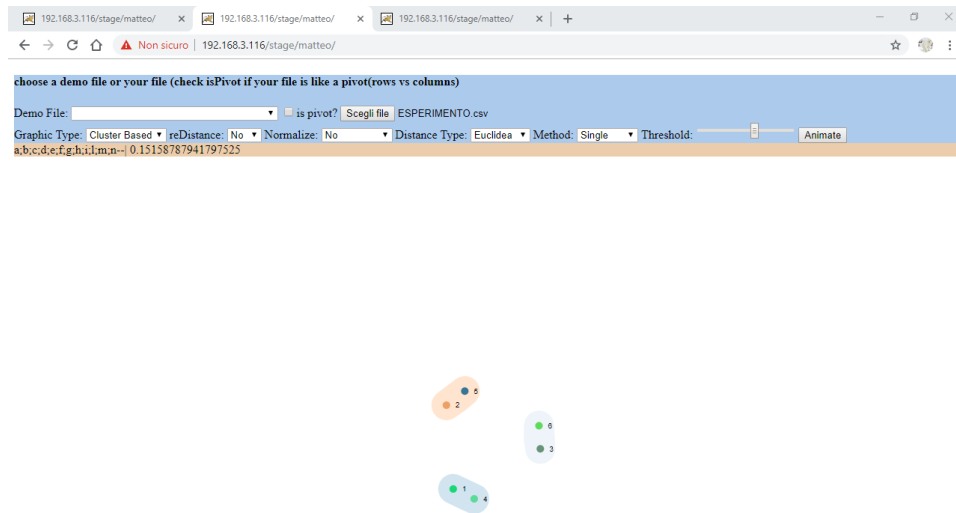 192.168.3.116/stage/matteo/ × 192.168.3.116/stage/matteo/ × 192.168.3.116/stage/matteo/ ×
Non sicuro | 192.168.3.116/stage/matteo/
choose a demo file or your file (check isPivot if your file is like a pivot(rows vs columns)
Demo File: is pivot? Scegli file ESPERIMENTO.csv
Graphic Type: Cluster Based reDistance: No Normalize: No Distance Type: Euclidea Method: Single Threshold: Animate
a;b;c;d;e;f;g;h;i;l;m;n--| 0.15158787941797525
5
2
6
3
1
4